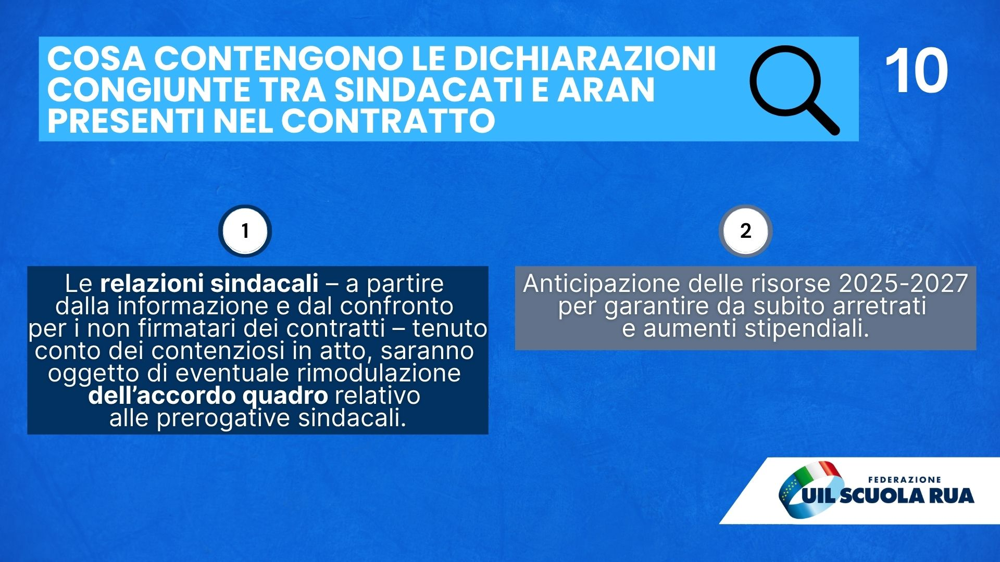 COSA CONTENGONO LE DICHIARAZIONI
CONGIUNTE TRA SINDACATI E ARAN
PRESENTI NEL CONTRATTO
10
1
Le relazioni sindacali – a partire
dalla informazione e dal confronto
per i non firmatari dei contratti – tenuto
conto dei contenziosi in atto, saranno
oggetto di eventuale rimodulazione
dell’accordo quadro relativo
alle prerogative sindacali.
2
Anticipazione delle risorse 2025-2027
per garantire da subito arretrati
e aumenti stipendiali.
FEDERAZIONE
UIL SCUOLA RUA